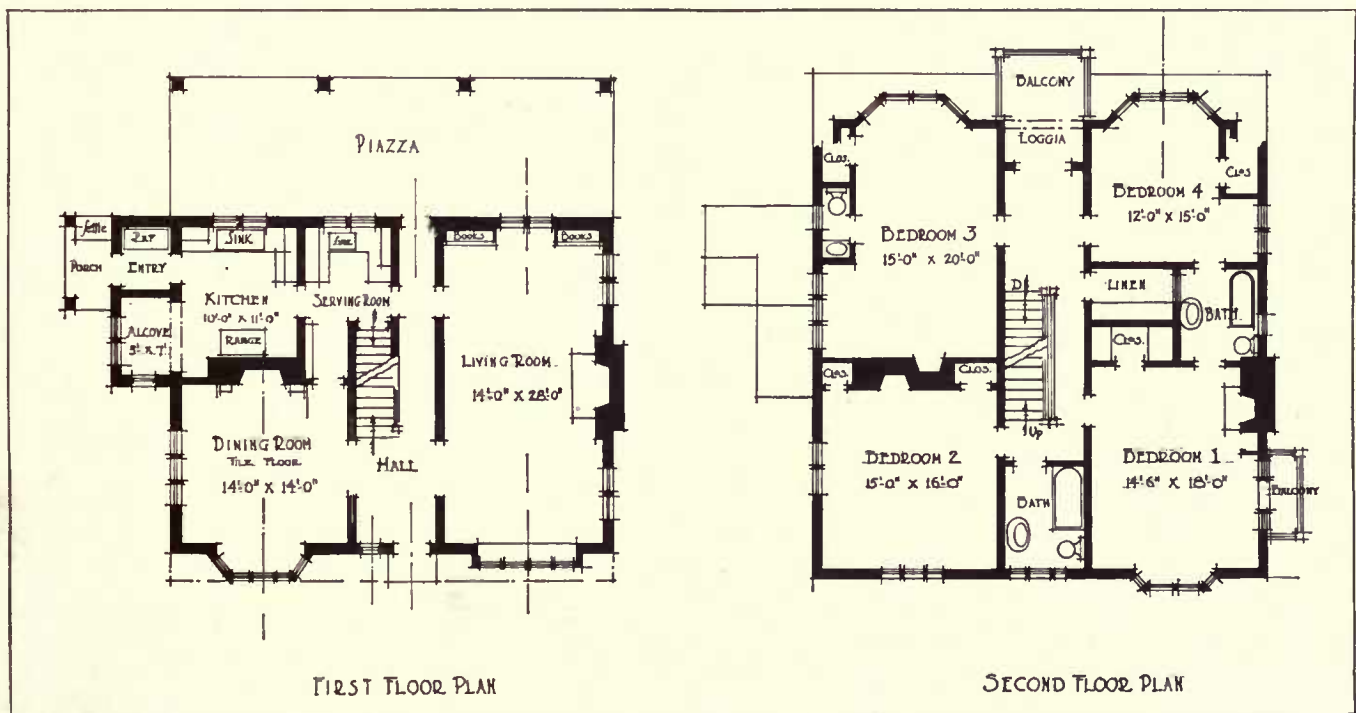 PIAZZA
Settle
REF
SINK
SINK
BOOKS
BOOKS
PORCH
ENTRY
KITCHEN
10'-0" X 11'-0"
SERVING ROOM
ALCOVE
5' X 7'
RANGE
LIVING ROOM
14'-0" X 28'-0"
DINING ROOM
TILE FLOOR
14'-0" X 14'-0"
HALL
FIRST FLOOR PLAN
BALCONY
LOGGIA
CLOS.
CLOS
BEDROOM 4
12'-0" X 15'-0"
BEDROOM 3
15'-0" X 20'-0"
D
LINEN
BATH
CLOS.
CLOS.
CLOS.
UP
BEDROOM 2
15'-0" X 16'-0"
BEDROOM 1
14'-6" X 18'-0"
BATH
BALCONY
SECOND FLOOR PLAN